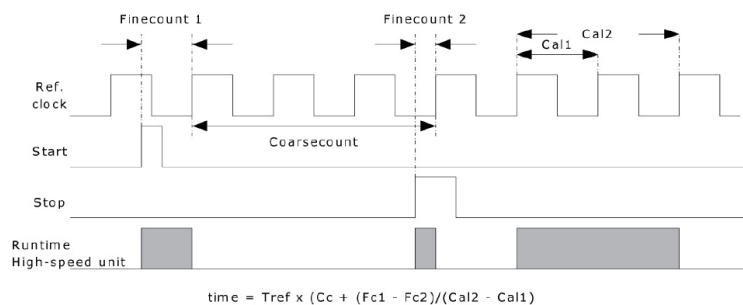 Finecount 1
Finecount 2
Cal2
Cal1
Ref.
clock
Coarsecount
Start
Stop
Runtime
High-speed unit
time = Tref x (Cc + (Fc1 - Fc2)/(Cal2 - Cal1)